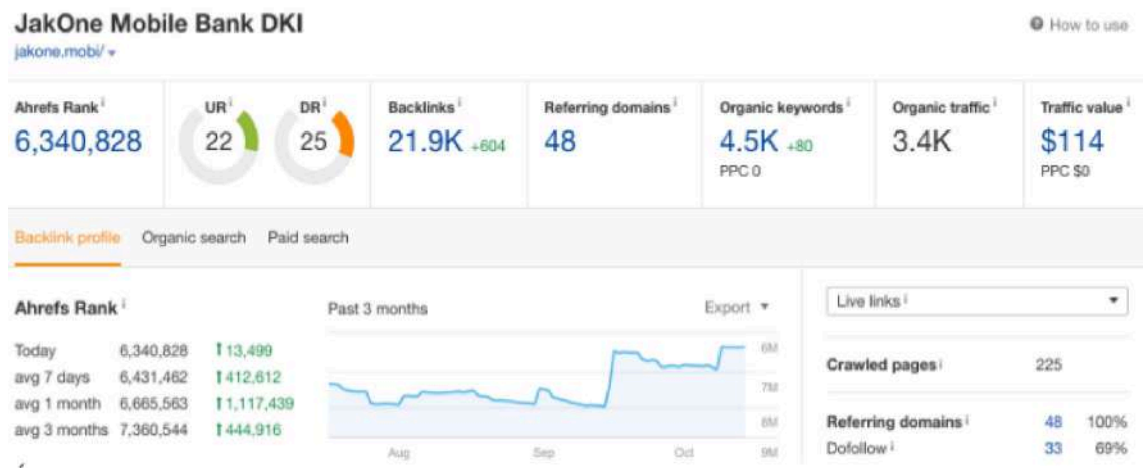 JakOne Mobile Bank DKI
How to use
jakone.mobi/
Ahrefs Rank
UR
DR
Backlinks
Referring domains
Organic keywords
Organic traffic
Traffic value
6,340,828
22
25
21.9K +604
48
4.5K +80
3.4K
$114
PPC 0
PPC $0
Backlink profile
Organic search
Paid search
Ahrefs Rank
Past 3 months
Export
Live links
Today 6,340,828 13,499
avg 7 days 6,431,462 412,612
avg 1 month 6,665,563 1,117,439
avg 3 months 7,360,544 444,916
6M
7M
8M
9M
Aug
Sep
Oct
Crawled pages 225
Referring domains 48 100%
Dofollow 33 69%